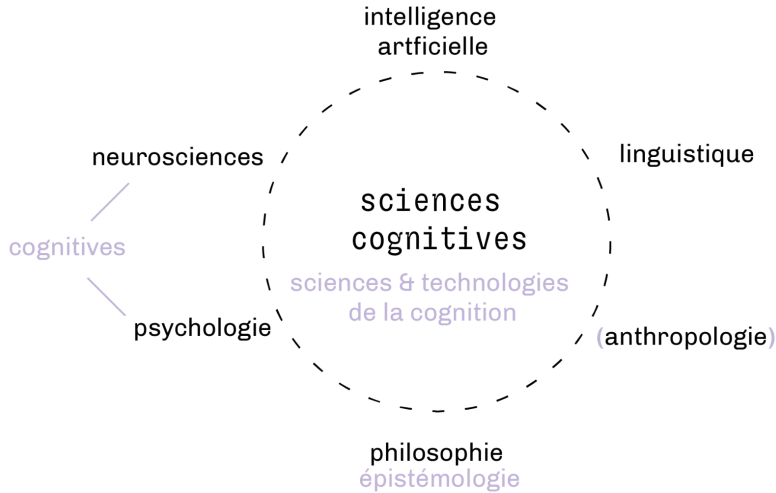 intelligence
artficielle
neurosciences
linguistique
sciences
cognitives
cognitives
sciences & technologies
de la cognition
psychologie
(anthropologie)
philosophie
épistémologie